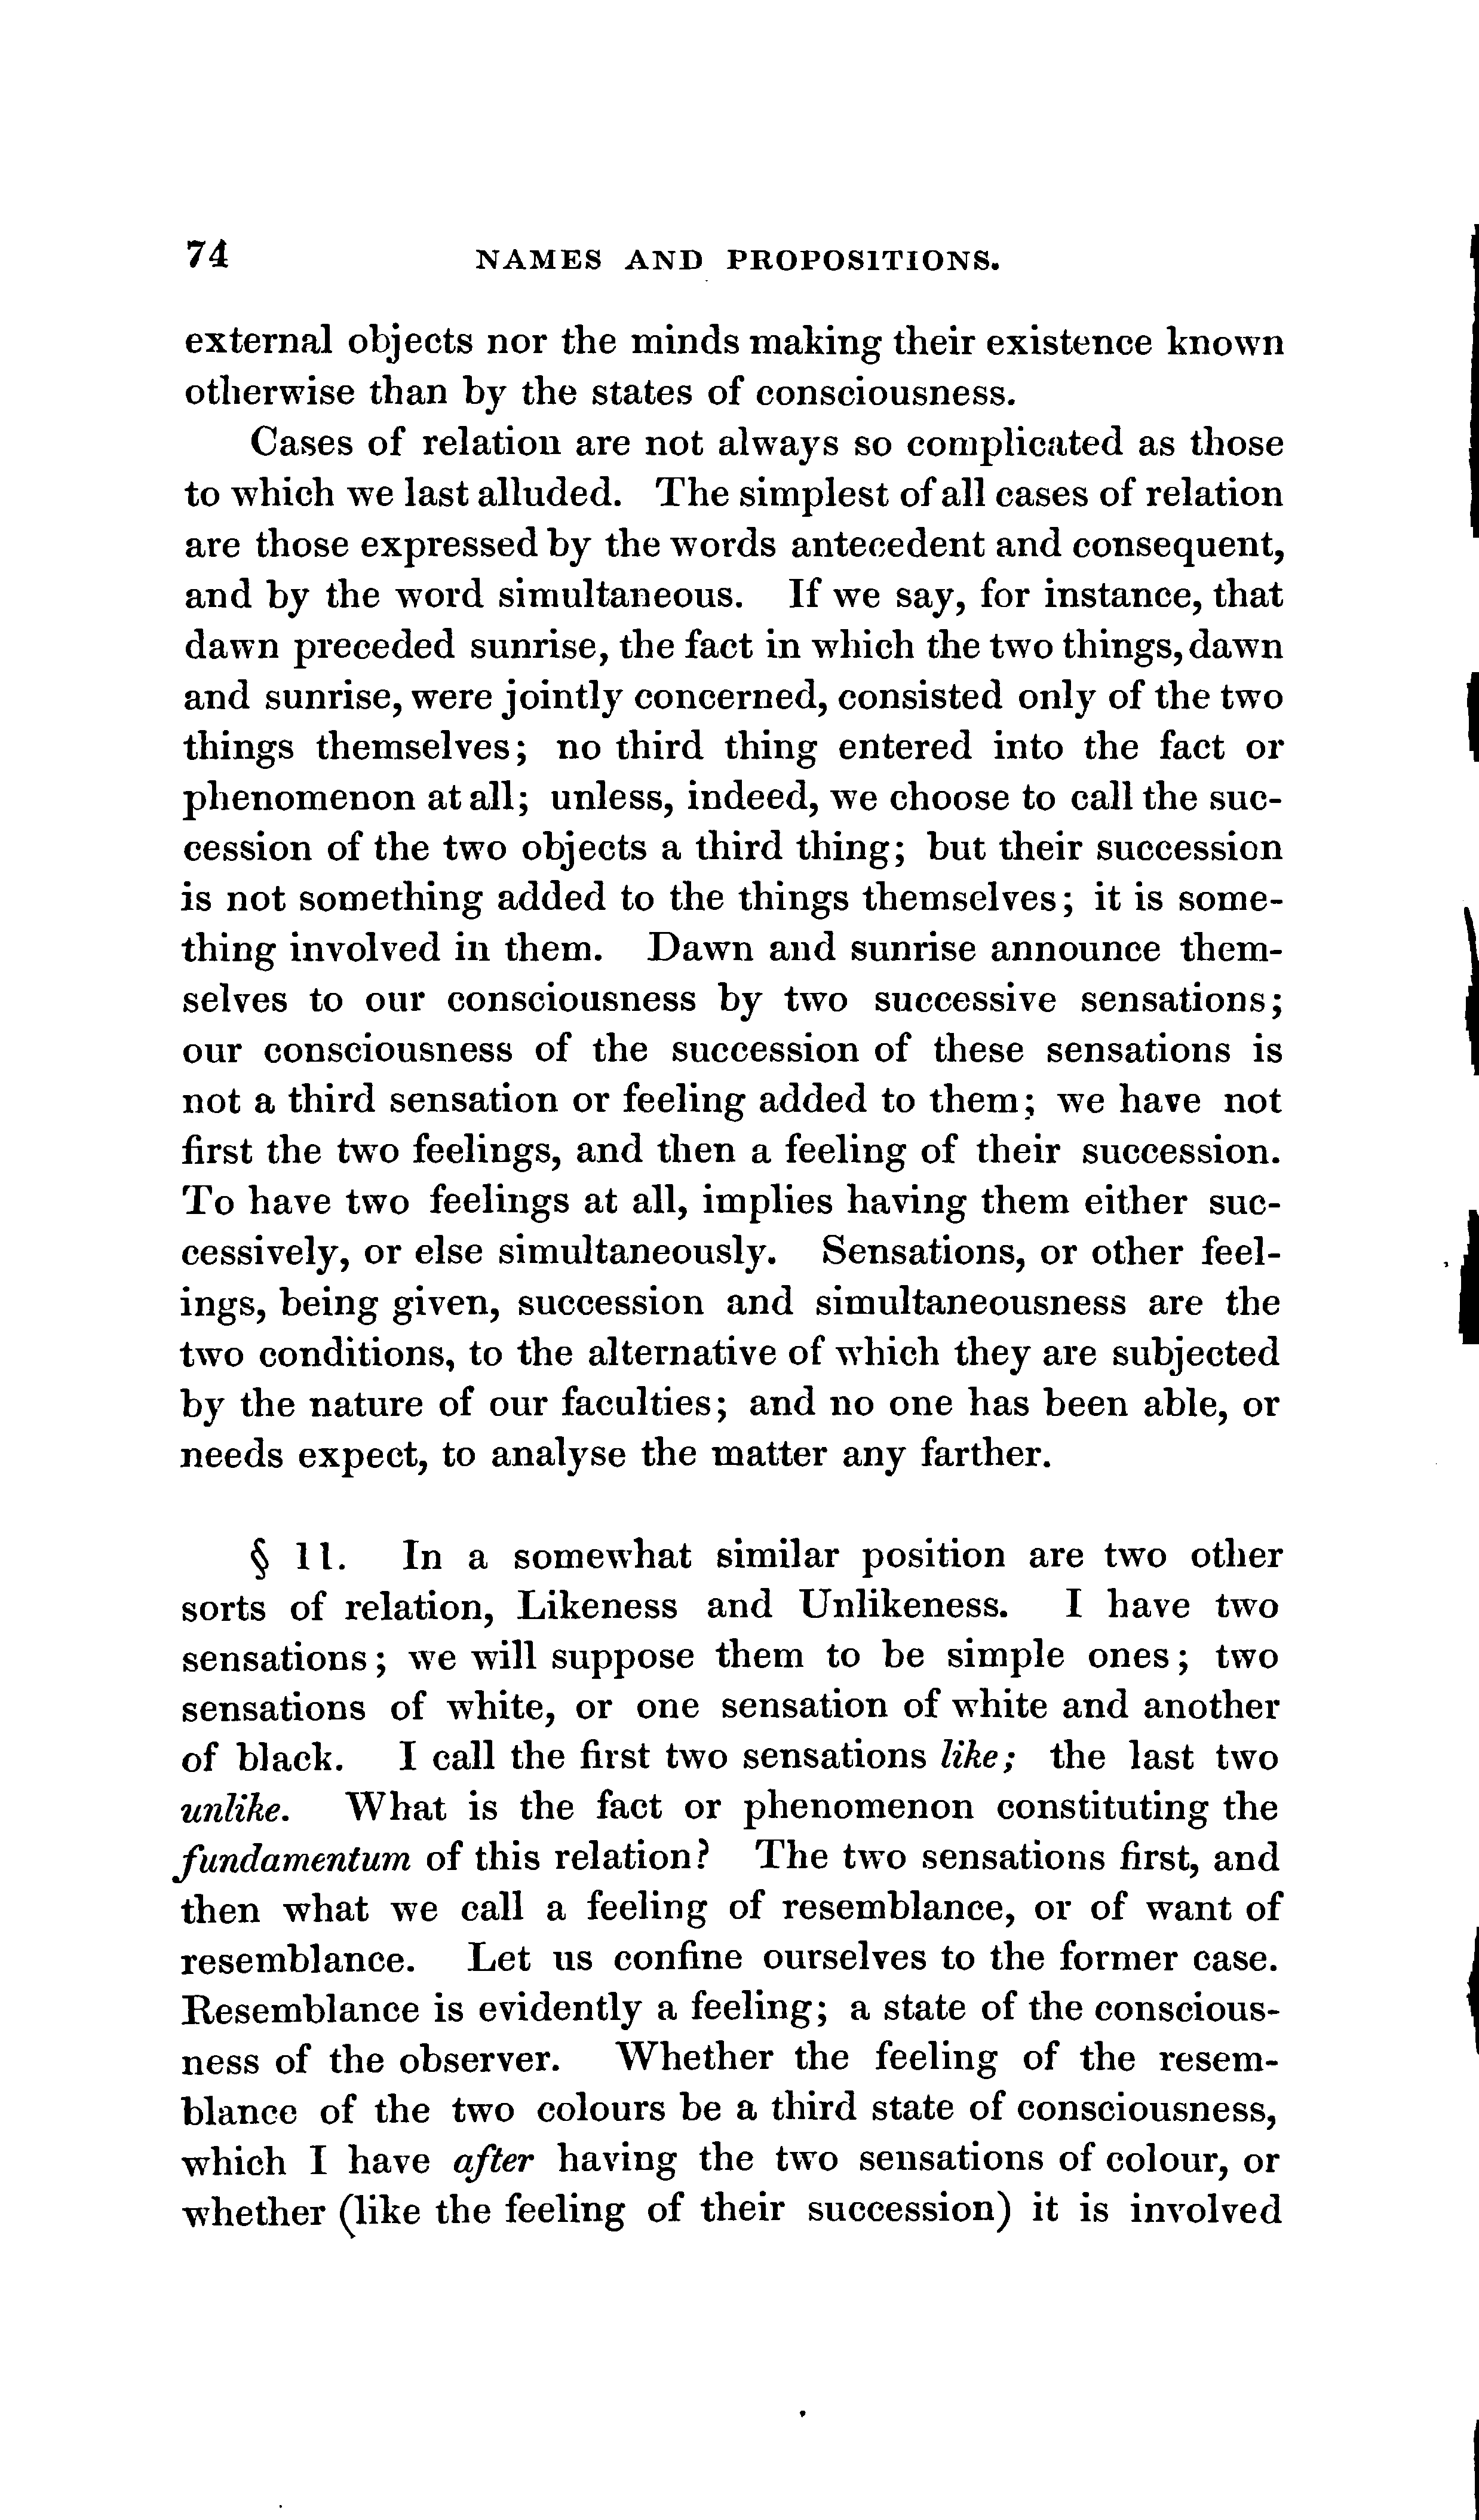 74 NAMES AND PROPOSITIONS.
external objects nor the minds making their existence known
otherwise than by the states of consciousness.
Cases of relation are not always so complicated as those
to which we last alluded. The simplest of all cases of relation
are those expressed by the words antecedent and consequent,
and by the word simultaneous. If we say, for instance, that
dawn preceded sunrise, the fact in which the two things, dawn
and sunrise, were jointly concerned, consisted only of the two
things themselves; no third thing entered into the fact or
phenomenon at all; unless, indeed, we choose to call the suc-
cession of the two objects a third thing; but their succession
is not something added to the things themselves; it is some-
thing involved in them. Dawn and sunrise announce them-
selves to our consciousness by two successive sensations;
our consciousness of the succession of these sensations is
not a third sensation or feeling added to them; we have not
first the two feelings, and then a feeling of their succession.
To have two feelings at all, implies having them either suc-
cessively, or else simultaneously. Sensations, or other feel-
ings, being given, succession and simultaneousness are the
two conditions, to the alternative of which they are subjected
by the nature of our faculties; and no one has been able, or
needs expect, to analyse the matter any farther.
§ 11. In a somewhat similar position are two other
sorts of relation, Likeness and Unlikeness. I have two
sensations; we will suppose them to be simple ones; two
sensations of white, or one sensation of white and another
of black. I call the first two sensations like; the last two
unlike. What is the fact or phenomenon constituting the
fundamentum of this relation? The two sensations first, and
then what we call a feeling of resemblance, or of want of
resemblance. Let us confine ourselves to the former case.
Resemblance is evidently a feeling; a state of the conscious-
ness of the observer. Whether the feeling of the resem-
blance of the two colours be a third state of consciousness,
which I have after having the two sensations of colour, or
whether (like the feeling of their succession) it is involved